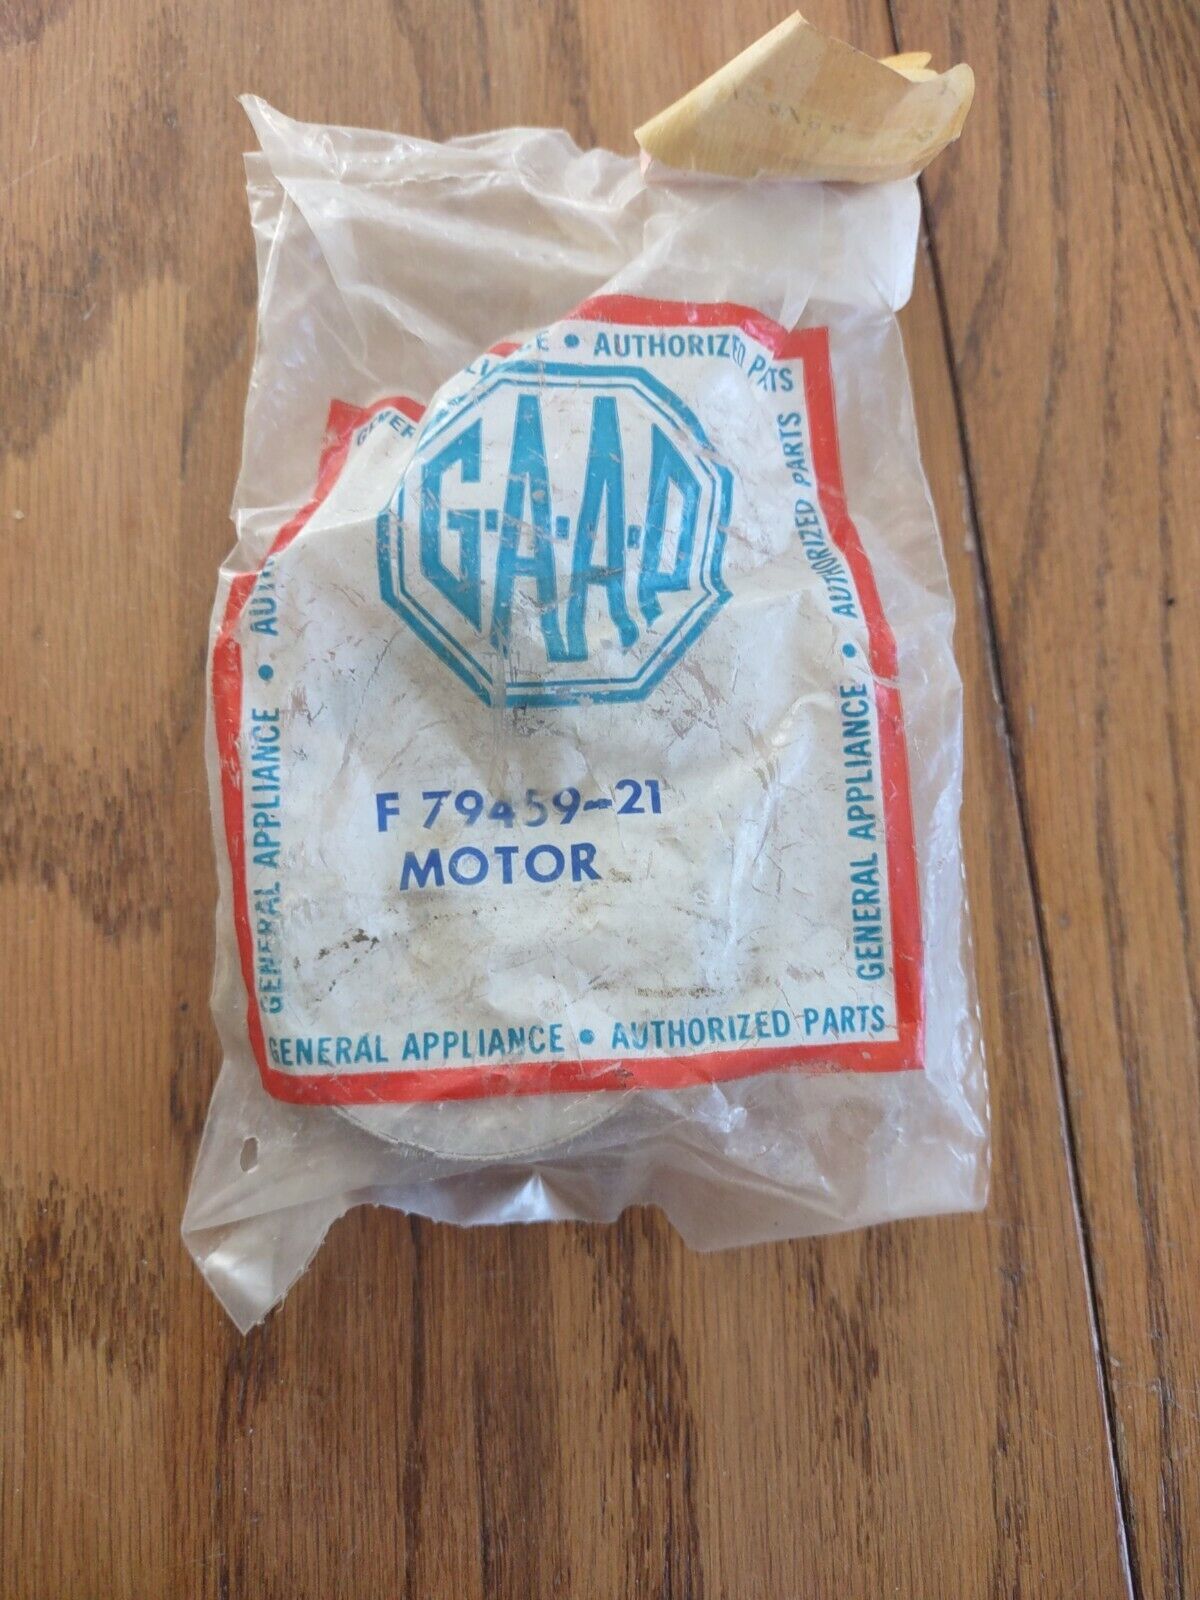 AUTHORIZED PARTS
G·A·A·P
F 79459-21
MOTOR
GENERAL APPLIANCE •
GENERAL APPLIANCE • AUTHORIZED PARTS
GENERAL APPLIANCE • AUTHORIZED PARTS